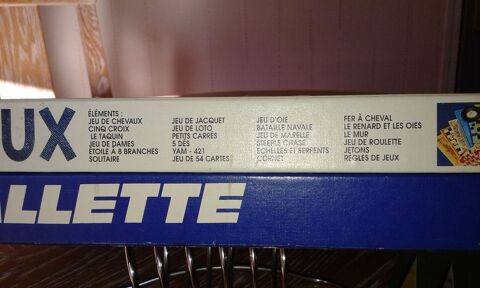 UX
ÉLÉMENTS :
JEU DE CHEVAUX
CINQ CROIX
LE TAQUIN
JEU DE DAMES
ÉTOILE A 8 BRANCHES
SOLITAIRE
JEU DE JACQUET
JEU DE LOTO
PETITS CARRÉS
5 DÉS
YAM - 421
JEU DE 54 CARTES
JEU D'OIE
BATAILLE NAVALE
JEU DE MARELLE
STEEPLE CHASE
ECHELLES ET SERPENTS
CORNET
FER À CHEVAL
LE RENARD ET LES OIES
LE MUR
JEU DE ROULETTE
JETONS
RÈGLES DE JEUX
ALLETTE